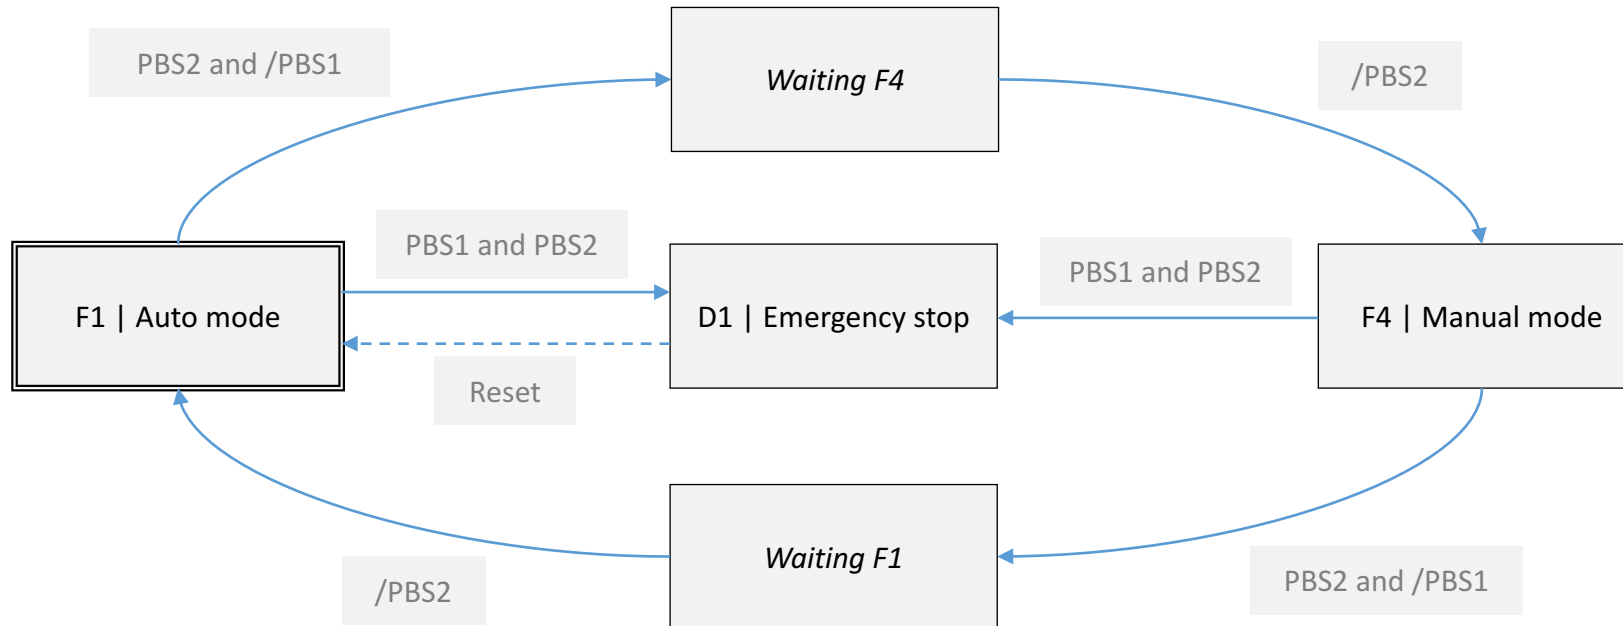 PBS2 and /PBS1
Waiting F4
/PBS2
PBS1 and PBS2
PBS1 and PBS2
F1 | Auto mode
D1 | Emergency stop
F4 | Manual mode
Reset
Waiting F1
/PBS2
PBS2 and /PBS1